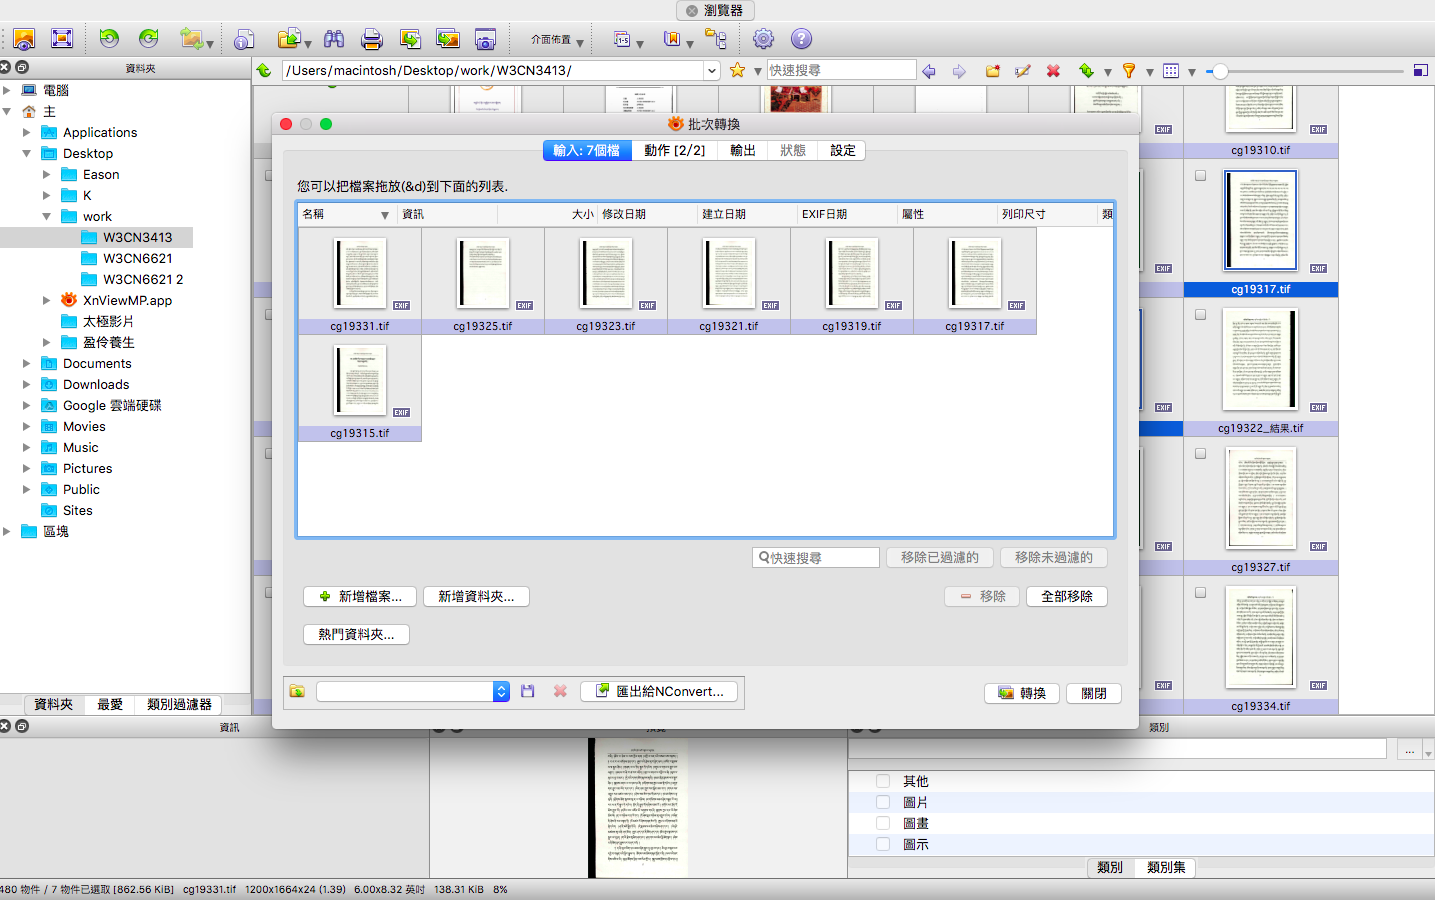 瀏覽器
介面佈置
資料夾
/Users/macintosh/Desktop/work/W3CN3413/
快速搜尋
電腦
主
Applications
Desktop
Eason
K
work
W3CN3413
W3CN6621
W3CN6621 2
XnViewMP.app
太極影片
盈伶養生
Documents
Downloads
Google 雲端硬碟
Movies
Music
Pictures
Public
Sites
區塊
資料夾 最愛 類別過濾器
批次轉換
輸入: 7個檔 動作 [2/2] 輸出 狀態 設定
您可以把檔案拖放(&d)到下面的列表.
名稱 資訊 大小 修改日期 建立日期 EXIF日期 屬性 列印尺寸 類
EXIF EXIF EXIF EXIF EXIF EXIF
cg19331.tif cg19325.tif cg19323.tif cg19321.tif cg19319.tif cg19317.tif
EXIF
cg19315.tif
快速搜尋 移除已過濾的 移除未過濾的
新增檔案... 新增資料夾... 移除 全部移除
熱門資料夾...
匯出給NConvert... 轉換 關閉
EXIF EXIF
cg19310.tif
EXIF EXIF
cg19317.tif
EXIF EXIF
cg19322_結果.tif
EXIF EXIF
cg19327.tif
EXIF EXIF
cg19334.tif
資訊
預覽
類別
...
其他
圖片
圖畫
圖示
類別 類別集
480 物件 / 7 物件已選取 [862.56 KiB] cg19331.tif 1200x1664x24 (1.39) 6.00x8.32 英吋 138.31 KiB 8%